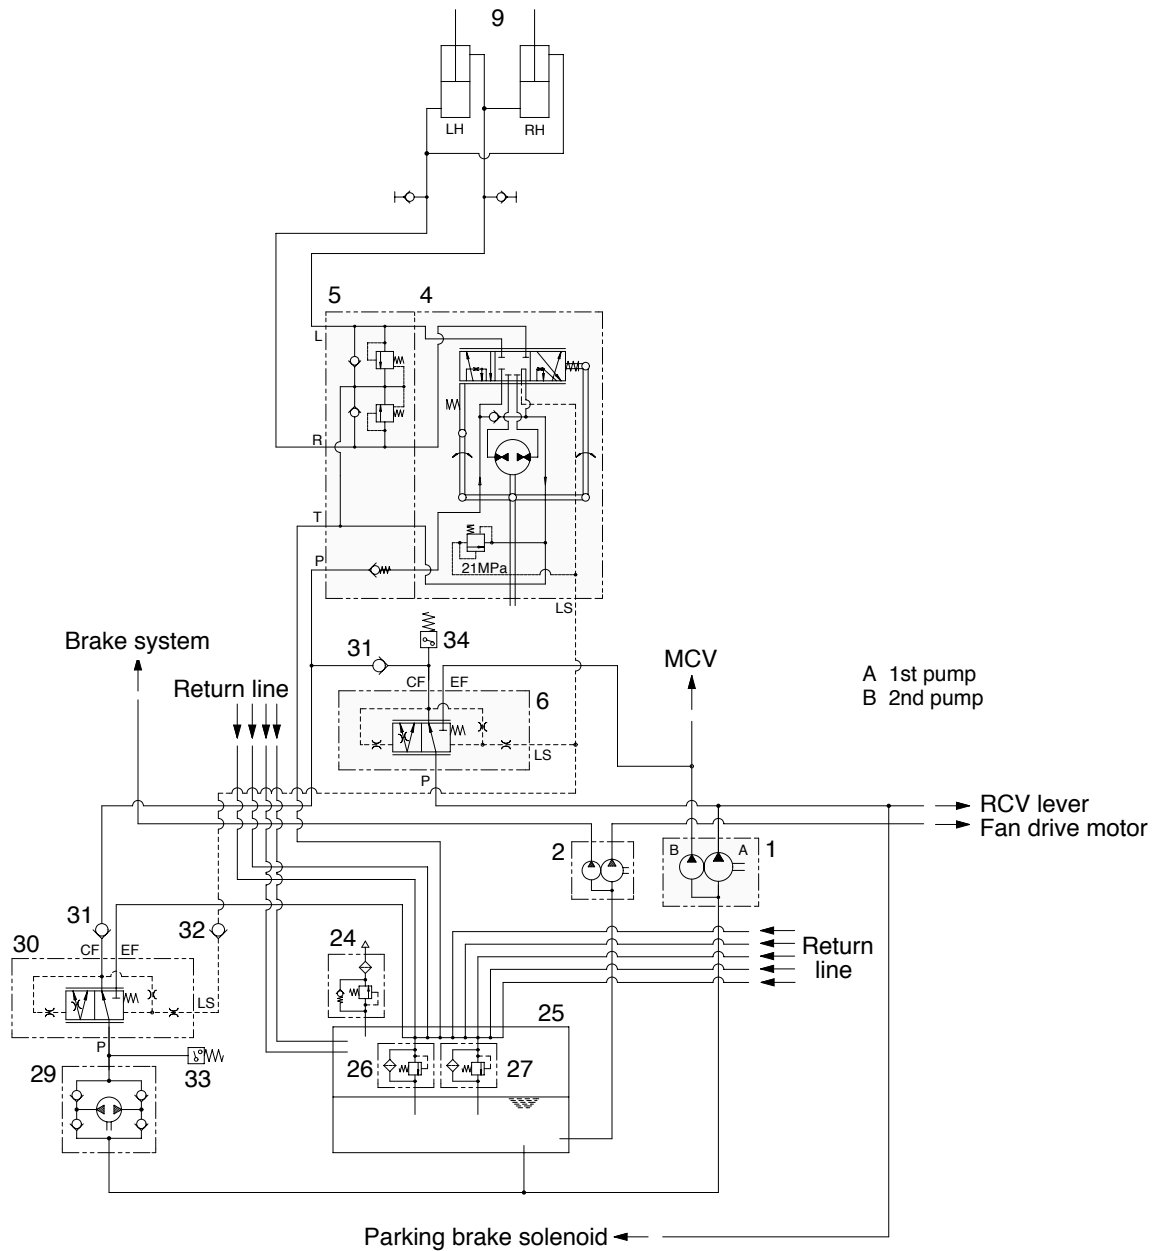 9
LH
RH
5
4
L
R
T
P
21MPa
LS
Brake system
31
34
MCV
A 1st pump
B 2nd pump
Return line
CF
EF
6
LS
P
RCV lever
Fan drive motor
2
B
A
1
31
32
30
CF
EF
24
Return
line
LS
25
P
26
27
29
33
Parking brake solenoid